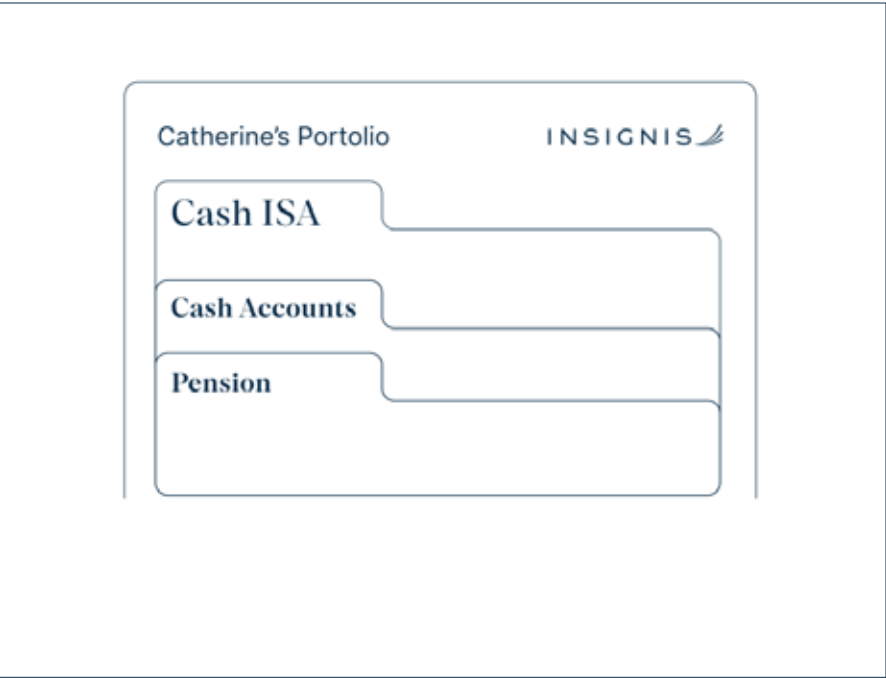 Catherine's Portolio
INSIGNIS
Cash ISA
Cash Accounts
Pension